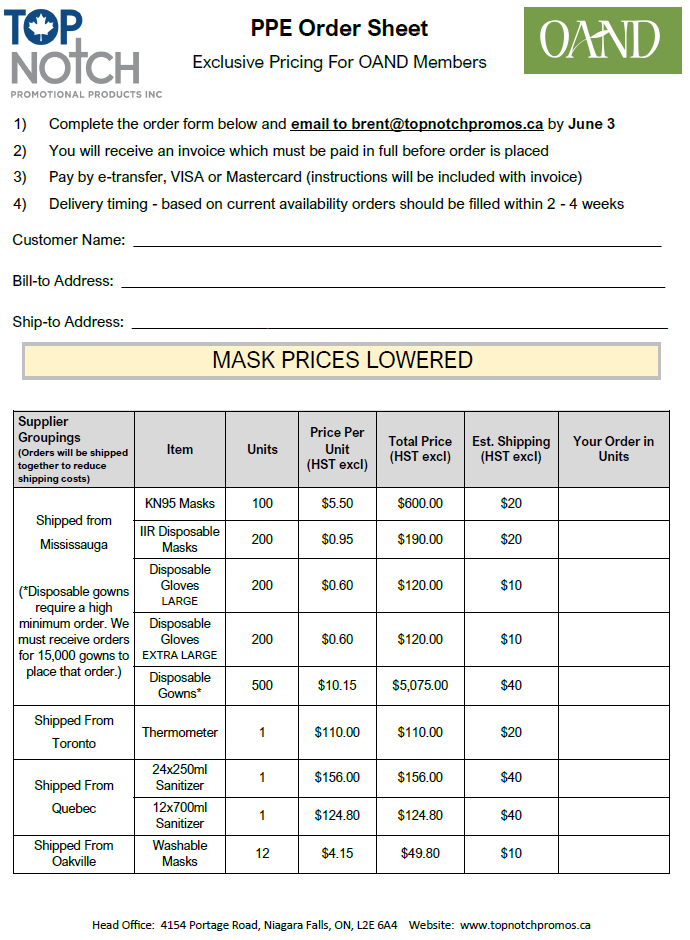 TOP
NOTCH
PROMOTIONAL PRODUCTS INC
PPE Order Sheet
Exclusive Pricing For OAND Members
OAND
1) Complete the order form below and email to brent@topnotchpromos.ca by June 3
2) You will receive an invoice which must be paid in full before order is placed
3) Pay by e-transfer, VISA or Mastercard (instructions will be included with invoice)
4) Delivery timing - based on current availability orders should be filled within 2 - 4 weeks
Customer Name:
Bill-to Address:
Ship-to Address:
MASK PRICES LOWERED
Supplier
Groupings
(Orders will be shipped
together to reduce
shipping costs)
Item
Units
Price Per
Unit
(HST excl)
Total Price
(HST excl)
Est. Shipping
(HST excl)
Your Order in
Units
Shipped from
Mississauga
(*Disposable gowns
require a high
minimum order. We
must receive orders
for 15,000 gowns to
place that order.)
KN95 Masks 100 $5.50 $600.00 $20
IIR Disposable
Masks
200 $0.95 $190.00 $20
Disposable
Gloves
LARGE
200 $0.60 $120.00 $10
Disposable
Gloves
EXTRA LARGE
200 $0.60 $120.00 $10
Disposable
Gowns*
500 $10.15 $5,075.00 $40
Shipped From
Toronto
Thermometer 1 $110.00 $110.00 $20
Shipped From
Quebec
24x250ml
Sanitizer
1 $156.00 $156.00 $40
12x700ml
Sanitizer
1 $124.80 $124.80 $40
Shipped From
Oakville
Washable
Masks
12 $4.15 $49.80 $10
Head Office: 4154 Portage Road, Niagara Falls, ON, L2E 6A4 Website: www.topnotchpromos.ca